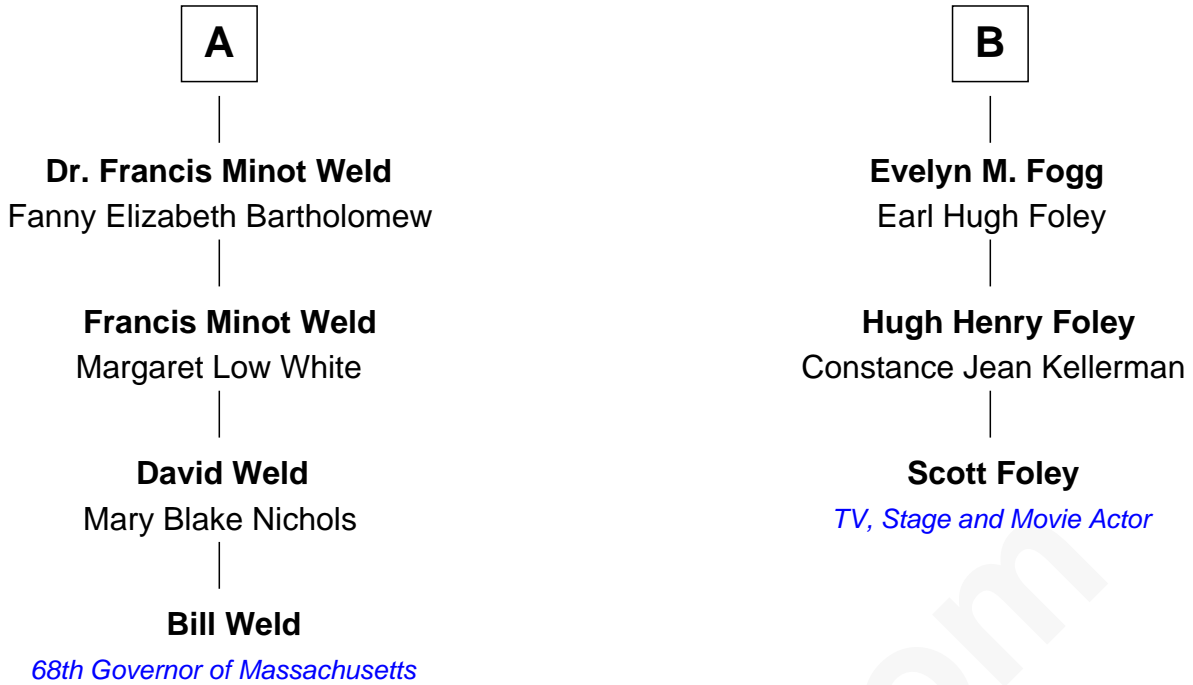 A
Dr. Francis Minot Weld
Fanny Elizabeth Bartholomew
Francis Minot Weld
Margaret Low White
David Weld
Mary Blake Nichols
Bill Weld
68th Governor of Massachusetts
B
Evelyn M. Fogg
Earl Hugh Foley
Hugh Henry Foley
Constance Jean Kellerman
Scott Foley
TV, Stage and Movie Actor
om